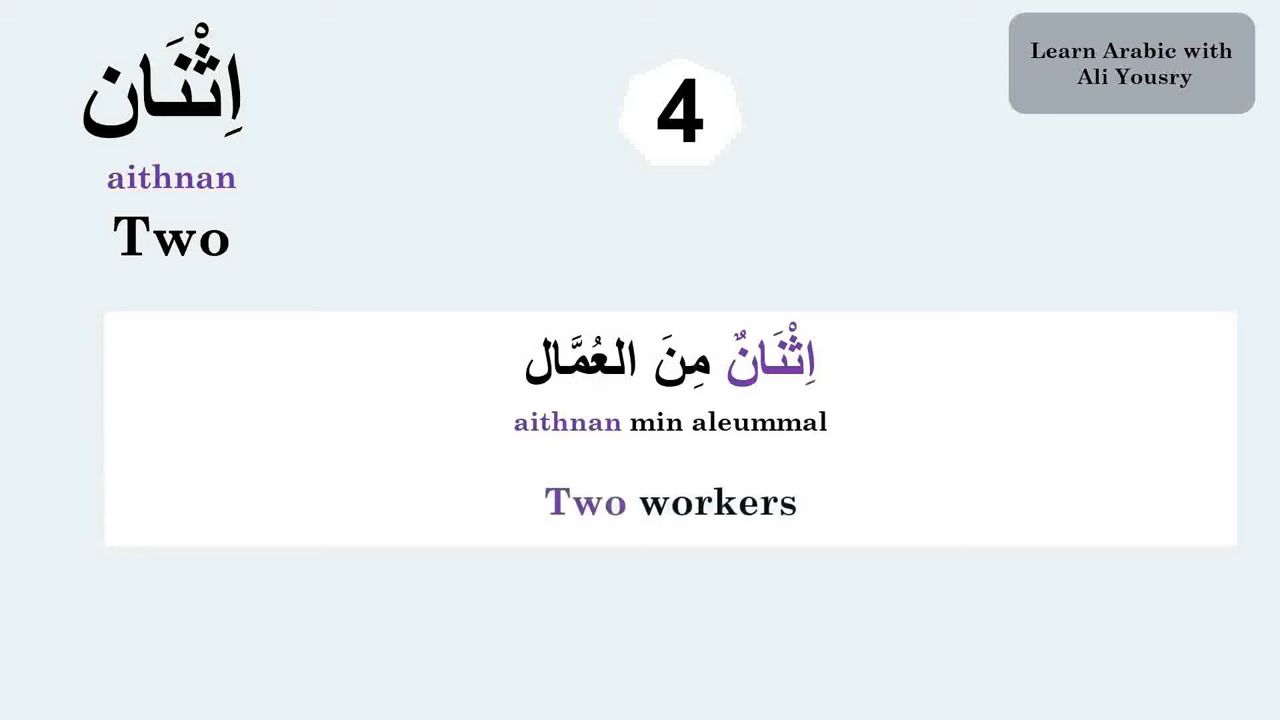 اِثْنَان
aithnan
Two
4
Learn Arabic with
Ali Yousry
اِثْنَانٌ مِنَ العُمَّال
aithnan min aleummal
Two workers